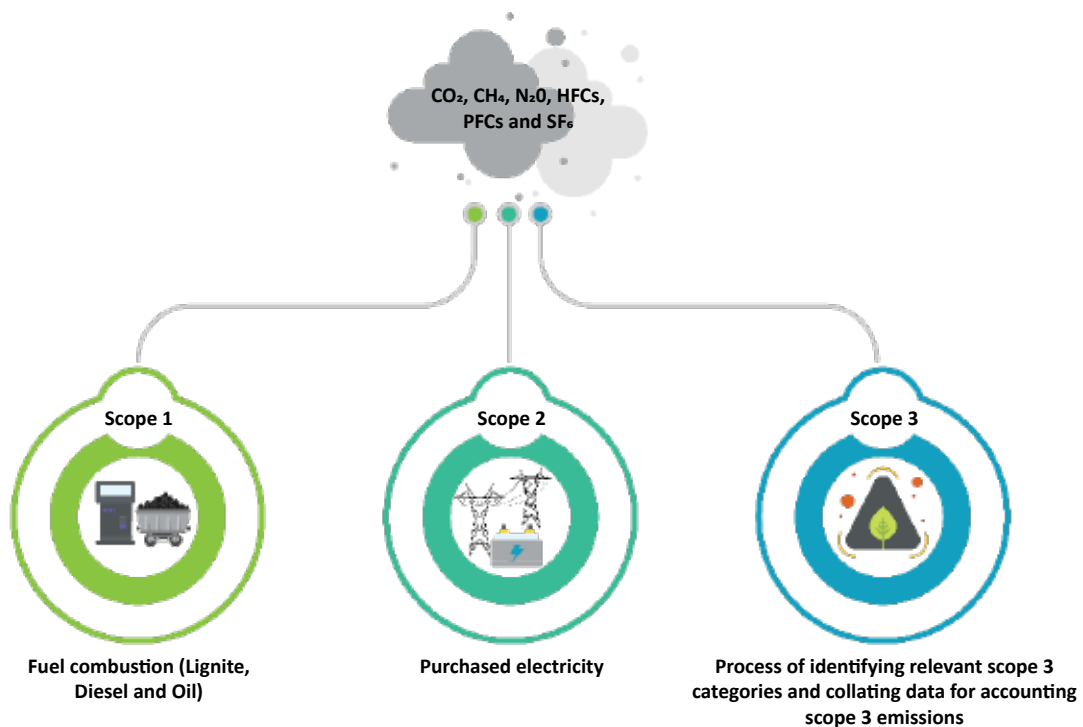 CO₂, CH₄, N₂0, HFCs,
PFCs and SF₆
Scope 1
Scope 2
Scope 3
Fuel combustion (Lignite,
Diesel and Oil)
Purchased electricity
Process of identifying relevant scope 3
categories and collating data for accounting
scope 3 emissions